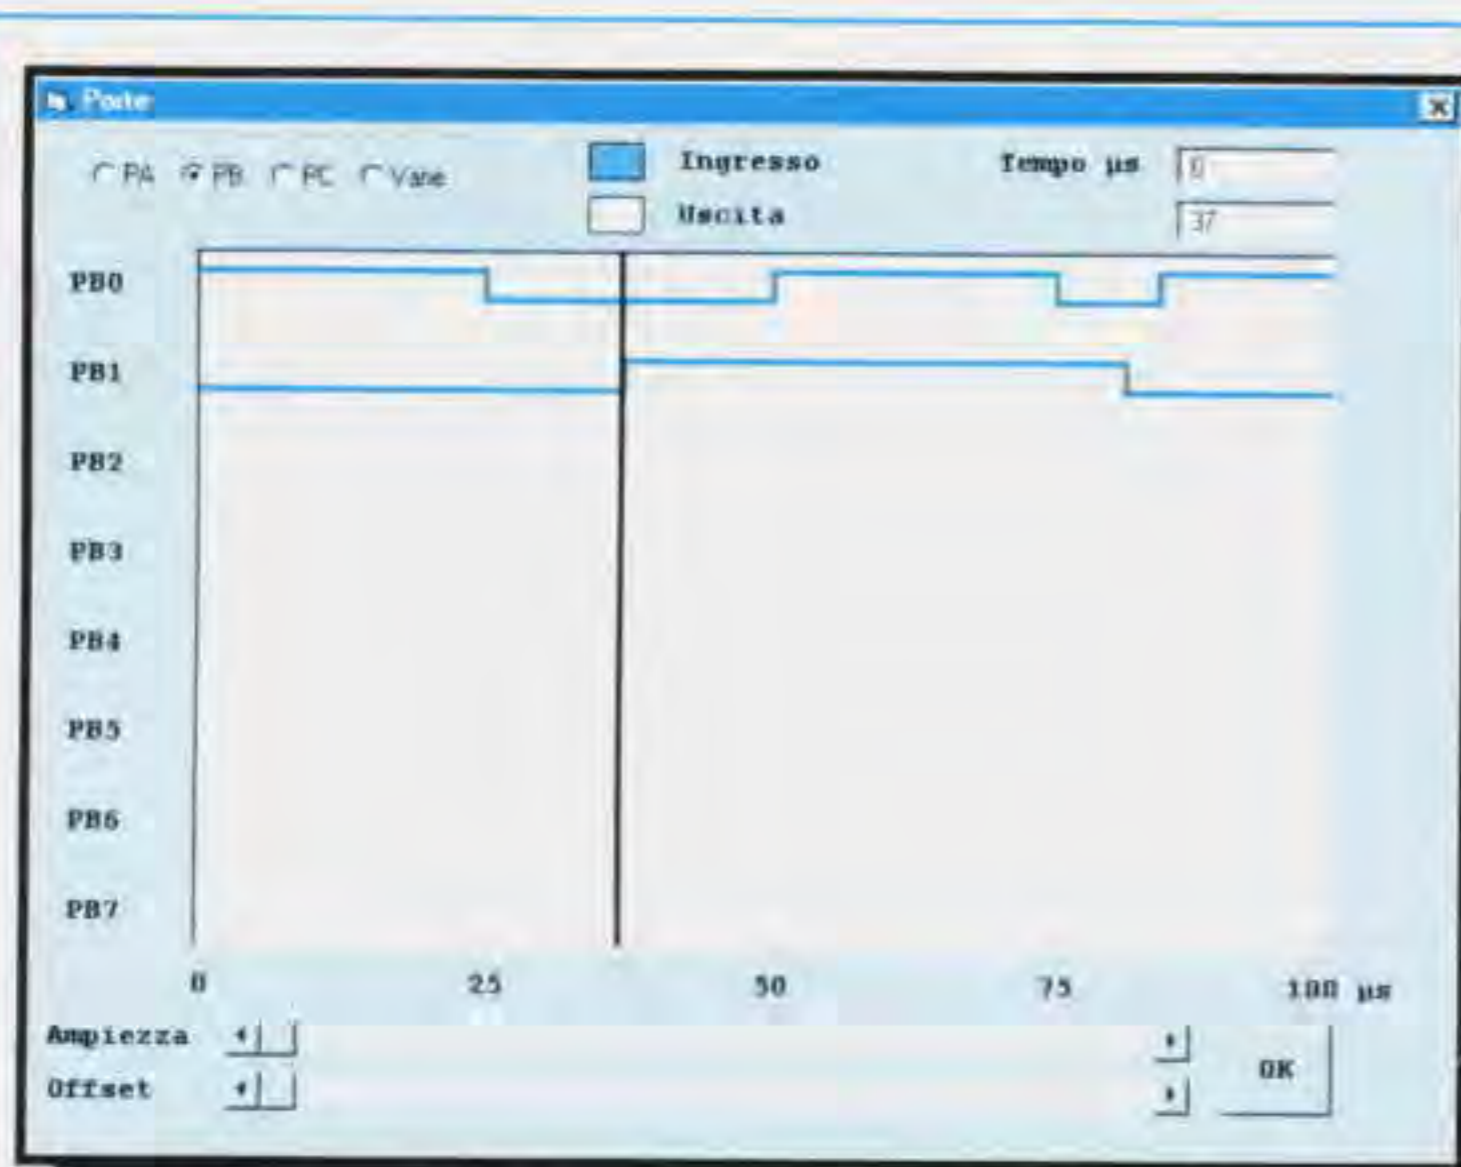 Porte
PA PB PC Varie
Ingresso
Uscita
Tempo µs
0
37
PB0
PB1
PB2
PB3
PB4
PB5
PB6
PB7
0 25 50 75 100 µs
Ampiezza
Offset
OK